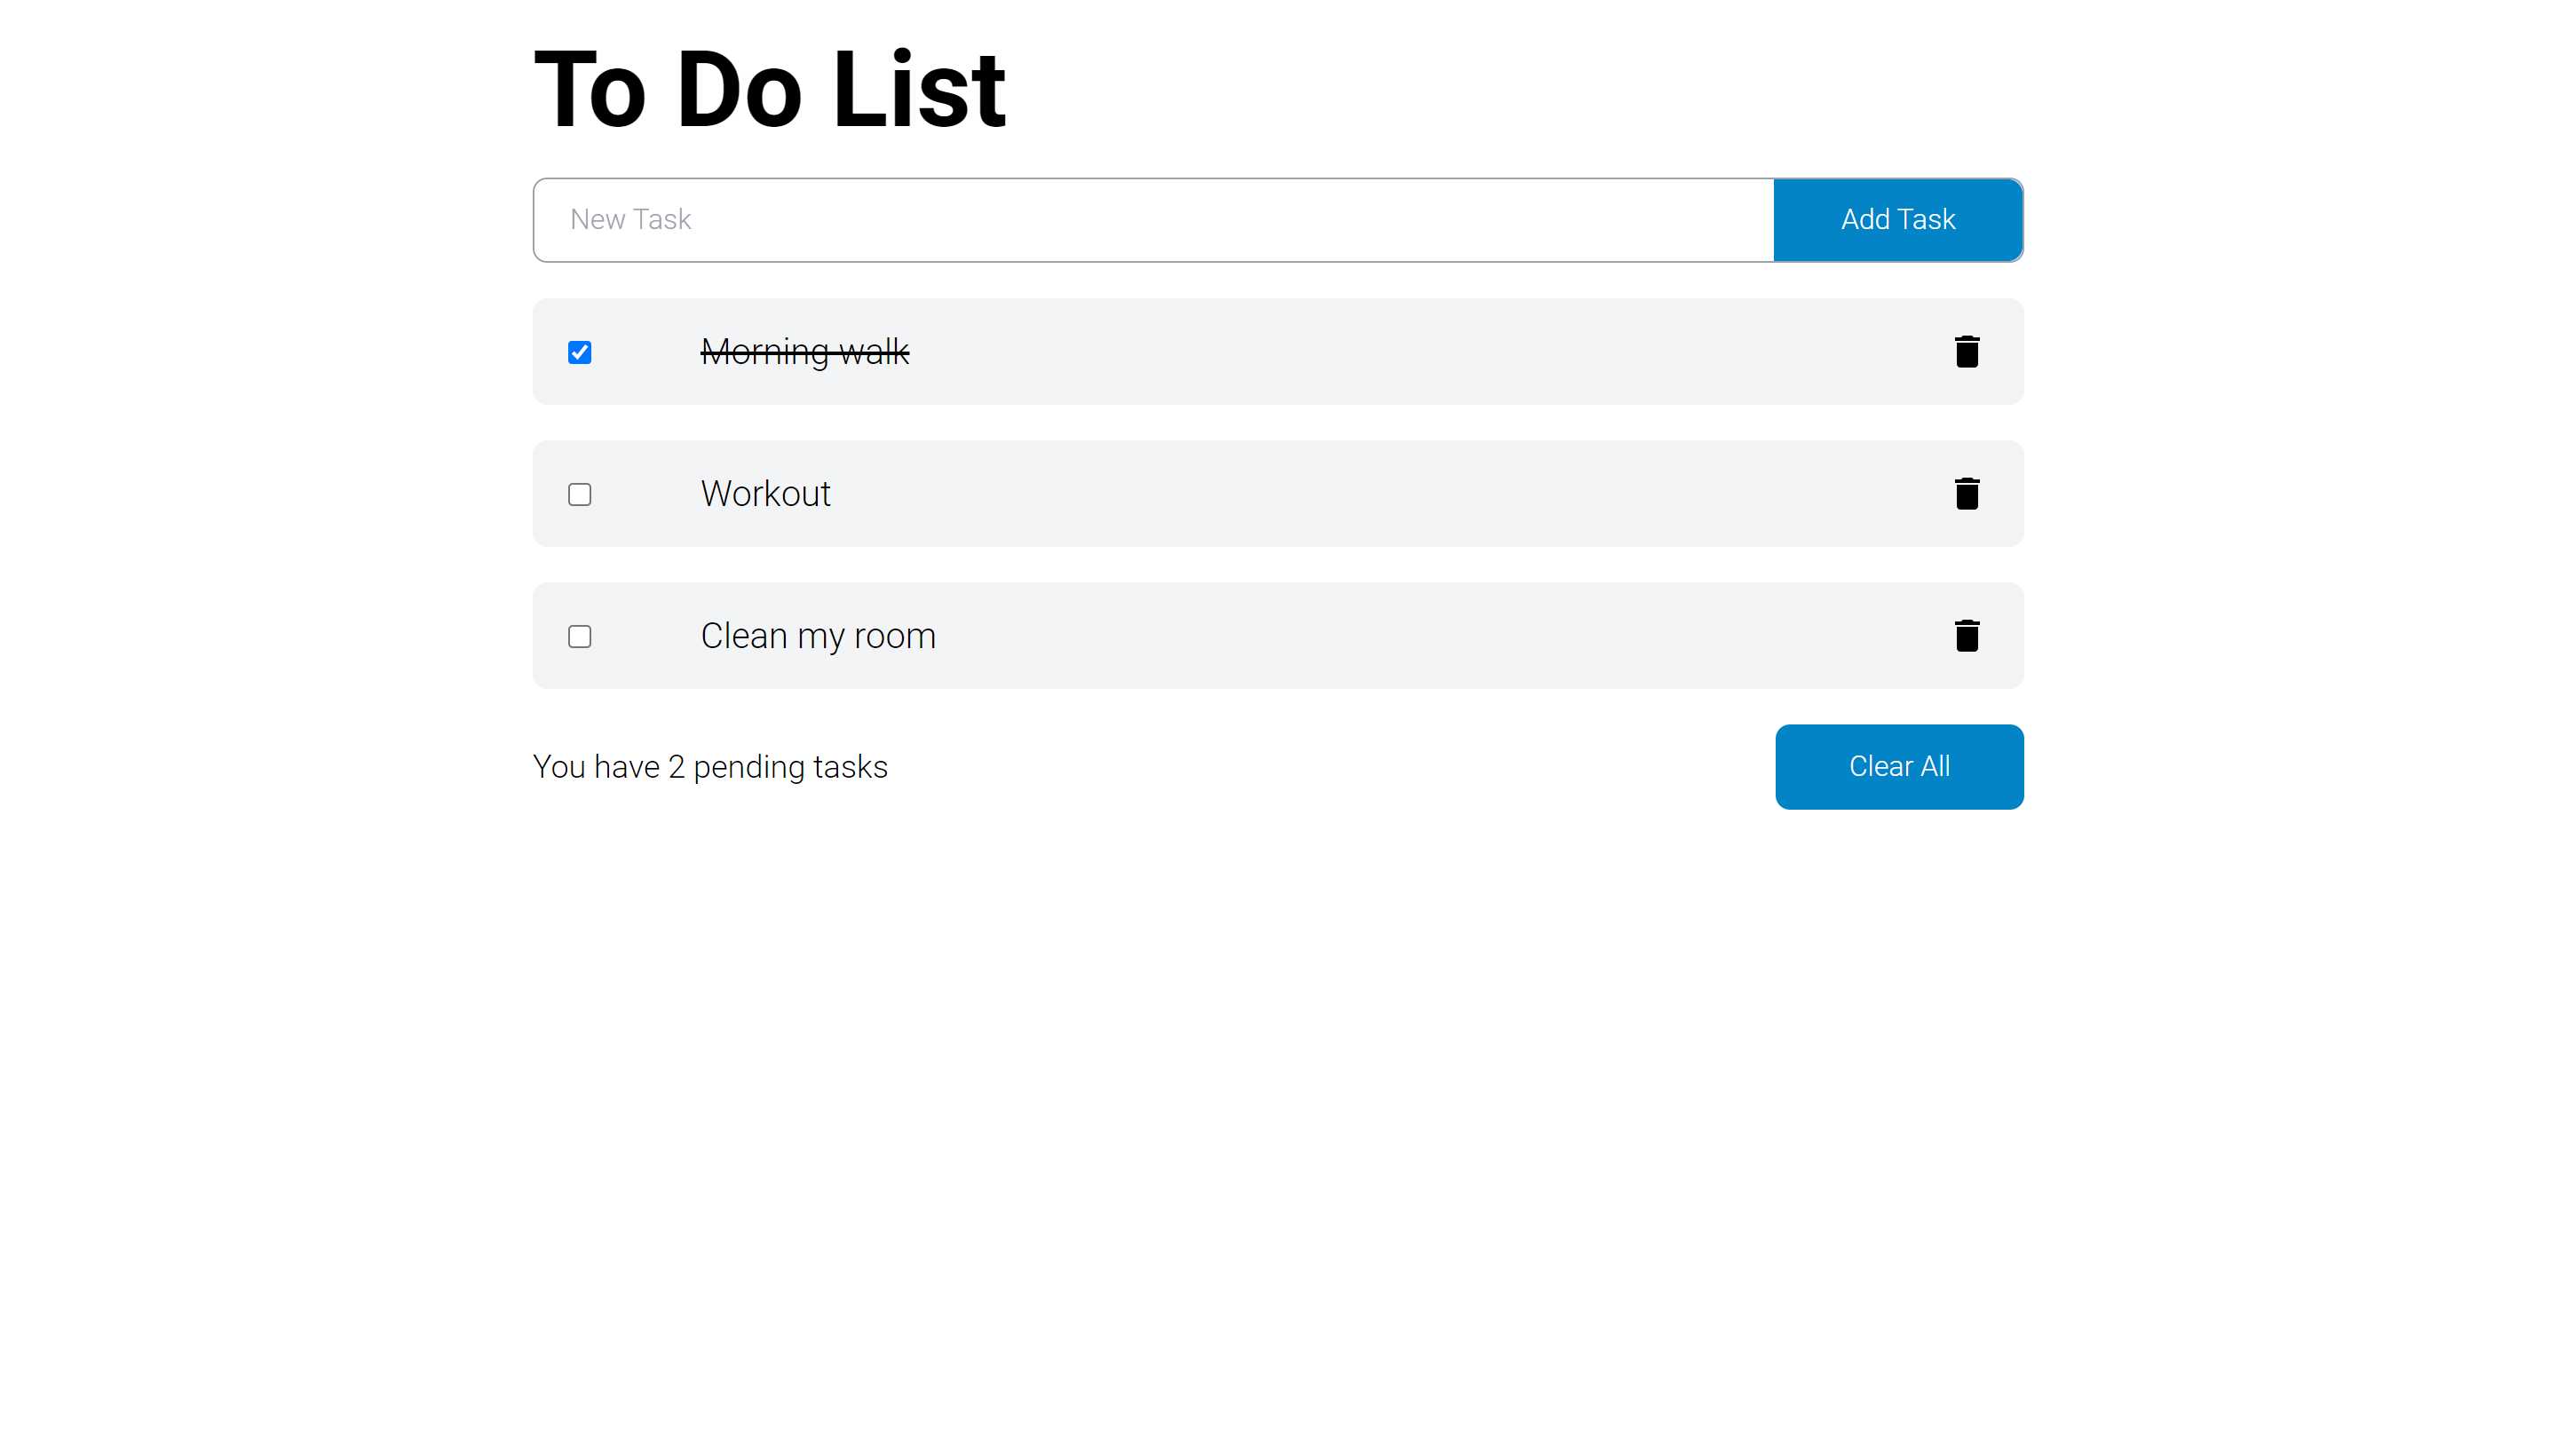 To Do List
New Task
Add Task
Morning walk
Workout
Clean my room
You have 2 pending tasks
Clear All